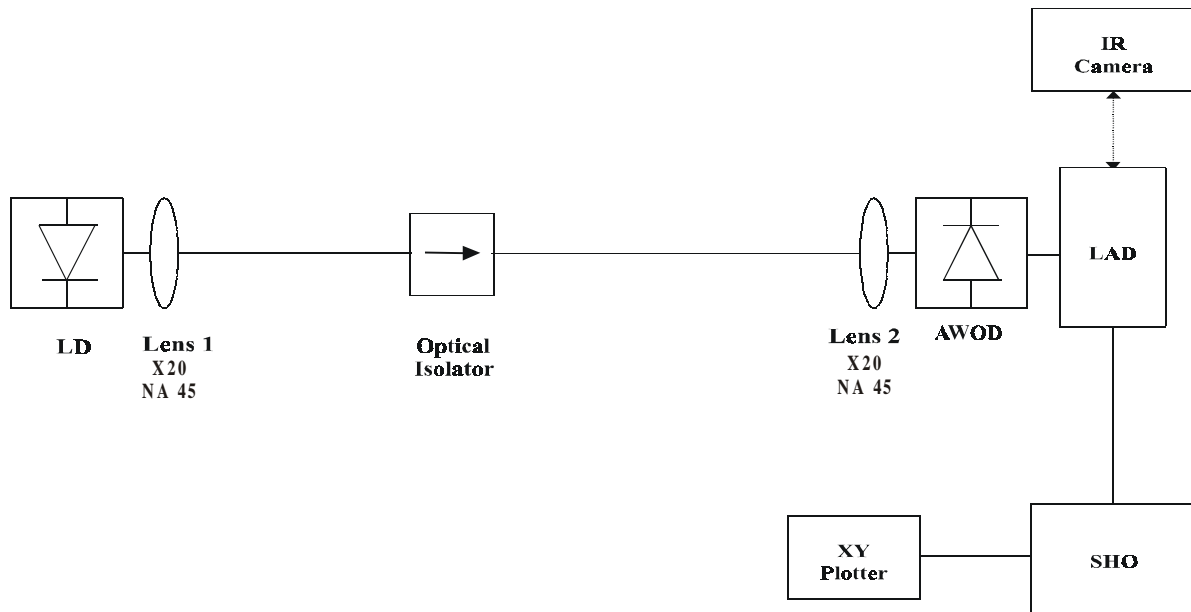 IR
Camera
LAD
LD
Lens 1
X20
NA 45
Optical
Isolator
Lens 2
X20
NA 45
AWOD
XY
Plotter
SHO